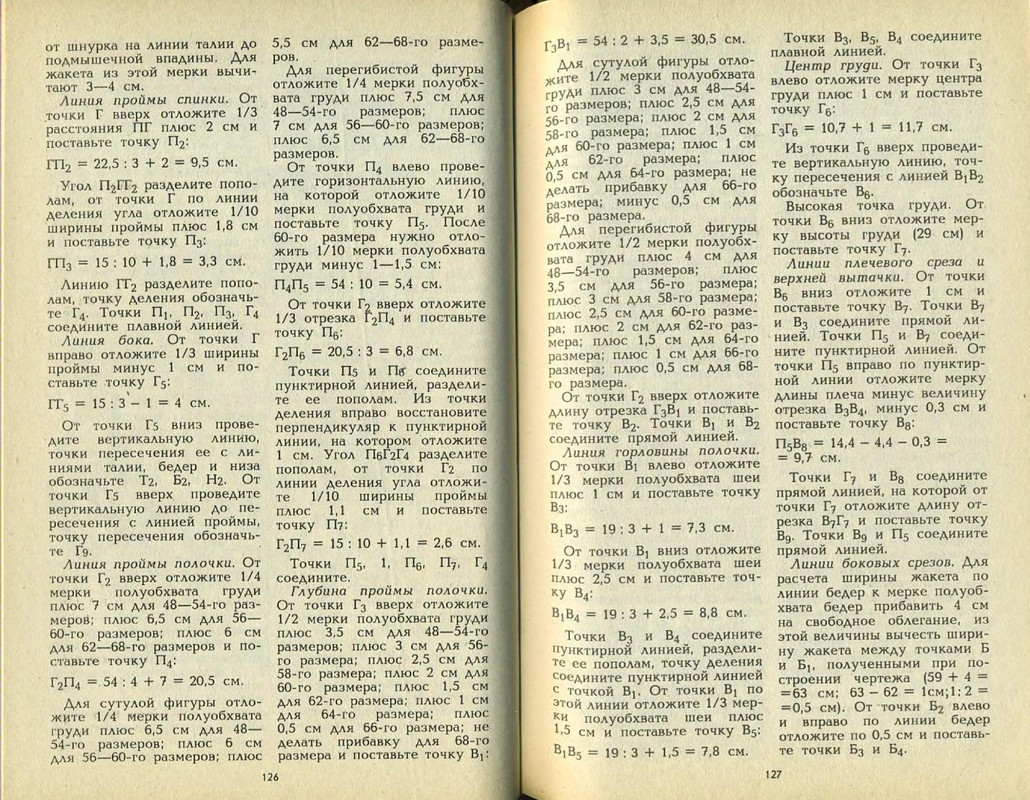 от шнурка на линии талии до
подмышечной впадины. Для
жакета из этой мерки вычи-
тают 3—4 см.
Линия проймы спинки. От
точки Г вверх отложите 1/3
расстояния ПГ плюс 2 см и
поставьте точку П₂:
ГП₂ = 22,5 : 3 + 2 = 9,5 см.
Угол П₂ГГ₂ разделите попо-
лам, от точки Г по линии
деления угла отложите 1/10
ширины проймы плюс 1,8 см
и поставьте точку П₃:
ГП₃ = 15 : 10 + 1,8 = 3,3 см.
Линию ГГ₂ разделите попо-
лам, точку деления обозначь-
те Г₄. Точки П₁, П₂, П₃, Г₄
соедините плавной линией.
Линия бока. От точки Г
вправо отложите 1/3 ширины
проймы минус 1 см и по-
ставьте точку Г₅:
ГГ₅ = 15 : 3 − 1 = 4 см.
От точки Г₅ вниз прове-
дите вертикальную линию,
точки пересечения ее с ли-
ниями талии, бедер и низа
обозначьте Т₂, Б₂, Н₂. От
точки Г₅ вверх проведите
вертикальную линию до пе-
ресечения с линией проймы,
точку пересечения обозначь-
те Г₉.
Линия проймы полочки. От
точки Г₂ вверх отложите 1/4
мерки полуобхвата груди
плюс 7 см для 48—54-го раз-
меров; плюс 6,5 см для 56—
60-го размеров; плюс 6 см
для 62—68-го размеров и по-
ставьте точку П₄:
Г₂П₄ = 54 : 4 + 7 = 20,5 см.
Для сутулой фигуры отло-
жите 1/4 мерки полуобхвата
груди плюс 6,5 см для 48—
54-го размеров; плюс 6 см
для 56—60-го размеров; плюс
5,5 см для 62—68-го разме-
ров.
Для перегибистой фигуры
отложите 1/4 мерки полуобх-
вата груди плюс 7,5 см для
48—54-го размеров; плюс
7 см для 56—60-го размеров;
плюс 6,5 см для 62—68-го
размеров.
От точки П₄ влево прове-
дите горизонтальную линию,
на которой отложите 1/10
мерки полуобхвата груди и
поставьте точку П₅. После
60-го размера нужно отло-
жить 1/10 мерки полуобхвата
груди минус 1—1,5 см:
П₄П₅ = 54 : 10 = 5,4 см.
От точки Г₂ вверх отложите
1/3 отрезка Г₂П₄ и поставьте
точку П₆:
Г₂П₆ = 20,5 : 3 = 6,8 см.
Точки П₅ и П₆ соедините
пунктирной линией, раздели-
те ее пополам. Из точки
деления вправо восстановите
перпендикуляр к пунктирной
линии, на котором отложите
1 см. Угол П₆Г₂Г₄ разделите
пополам, от точки Г₂ по
линии деления угла отложи-
те 1/10 ширины проймы
плюс 1,1 см и поставьте
точку П₇:
Г₂П₇ = 15 : 10 + 1,1 = 2,6 см.
Точки П₅, 1, П₆, П₇, Г₄
соедините.
Глубина проймы полочки.
От точки Г₃ вверх отложите
1/2 мерки полуобхвата груди
плюс 3,5 см для 48—54-го
размеров; плюс 3 см для 56-
го размера; плюс 2,5 см для
58-го размера; плюс 2 см для
60-го размера; плюс 1,5 см
для 62-го размера; плюс 1 см
для 64-го размера; плюс
0,5 см для 66-го размера; не
делать прибавку для 68-го
размера и поставьте точку В₁:
126
Г₃В₁ = 54 : 2 + 3,5 = 30,5 см.
Для сутулой фигуры отло-
жите 1/2 мерки полуобхвата
груди плюс 3 см для 48—54-
го размеров; плюс 2,5 см для
56-го размера; плюс 2 см для
58-го размера; плюс 1,5 см
для 60-го размера; плюс 1 см
для 62-го размера; плюс
0,5 см для 64-го размера; не
делать прибавку для 66-го
размера; минус 0,5 см для
68-го размера.
Для перегибистой фигуры
отложите 1/2 мерки полуобх-
вата груди плюс 4 см для
48—54-го размеров; плюс
3,5 см для 56-го размера;
плюс 3 см для 58-го размера;
плюс 2,5 см для 60-го разме-
ра; плюс 2 см для 62-го раз-
мера; плюс 1,5 см для 64-го
размера; плюс 1 см для 66-го
размера; плюс 0,5 см для 68-
го размера.
От точки Г₂ вверх отложите
длину отрезка Г₃В₁ и поставь-
те точку В₂. Точки В₁ и В₂
соедините прямой линией.
Линия горловины полочки.
От точки В₁ влево отложите
1/3 мерки полуобхвата шеи
плюс 1 см и поставьте точку
В₃:
В₁В₃ = 19 : 3 + 1 = 7,3 см.
От точки В₁ вниз отложите
1/3 мерки полуобхвата шеи
плюс 2,5 см и поставьте точ-
ку В₄:
В₁В₄ = 19 : 3 + 2,5 = 8,8 см.
Точки В₃ и В₄ соедините
пунктирной линией, раздели-
те ее пополам, точку деления
соедините пунктирной линией
с точкой В₁. От точки В₁ по
этой линии отложите 1/3 мер-
ки полуобхвата шеи плюс
1,5 см и поставьте точку В₅:
В₁В₅ = 19 : 3 + 1,5 = 7,8 см.
Точки В₃, В₅, В₄ соедините
плавной линией.
Центр груди. От точки Г₃
влево отложите мерку центра
груди плюс 1 см и поставьте
точку Г₆:
Г₃Г₆ = 10,7 + 1 = 11,7 см.
Из точки Г₆ вверх проведи-
те вертикальную линию, точ-
ку пересечения с линией В₁В₂
обозначьте В₆.
Высокая точка груди. От
точки В₆ вниз отложите мер-
ку высоты груди (29 см) и
поставьте точку Г₇.
Линии плечевого среза и
верхней вытачки. От точки
В₆ вниз отложите 1 см и
поставьте точку В₇. Точки В₇
и В₃ соедините прямой ли-
нией. Точки П₅ и В₇ соеди-
ните пунктирной линией. От
точки П₅ вправо по пунктир-
ной линии отложите мерку
длины плеча минус величину
отрезка В₃В₄, минус 0,3 см и
поставьте точку В₈:
П₅В₈ = 14,4 − 4,4 − 0,3 =
= 9,7 см.
Точки Г₇ и В₈ соедините
прямой линией, на которой от
точки Г₇ отложите длину от-
резка В₇Г₇ и поставьте точку
В₉. Точки В₉ и П₅ соедините
прямой линией.
Линии боковых срезов. Для
расчета ширины жакета по
линии бедер к мерке полуоб-
хвата бедер прибавить 4 см
на свободное облегание, из
этой величины вычесть шири-
ну жакета между точками Б
и Б₁, полученными при по-
строении чертежа (59 + 4 =
=63 см; 63 − 62 = 1см;1: 2 =
=0,5 см). От точки Б₂ влево
и вправо по линии бедер
отложите по 0,5 см и поставь-
те точки Б₃ и Б₄.
127